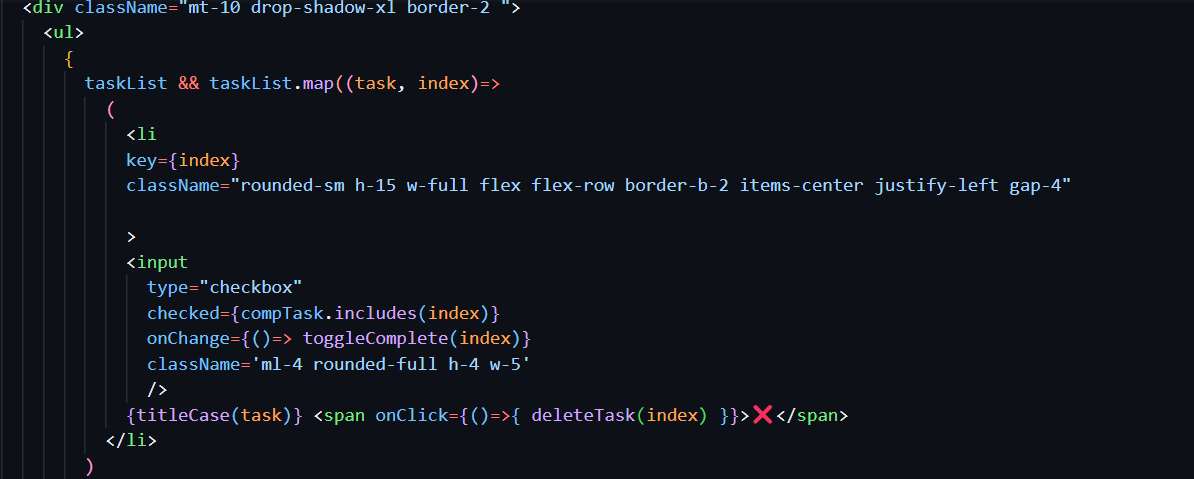 <div className="mt-10 drop-shadow-xl border-2 ">
<ul>
{
taskList && taskList.map((task, index)=>
(
<li
key={index}
className="rounded-sm h-15 w-full flex flex-row border-b-2 items-center justify-left gap-4"
>
<input
type="checkbox"
checked={compTask.includes(index)}
onChange={()=> toggleComplete(index)}
className='ml-4 rounded-full h-4 w-5'
/>
{titleCase(task)} <span onClick={()=>{ deleteTask(index) }}>❌</span>
</li>
)